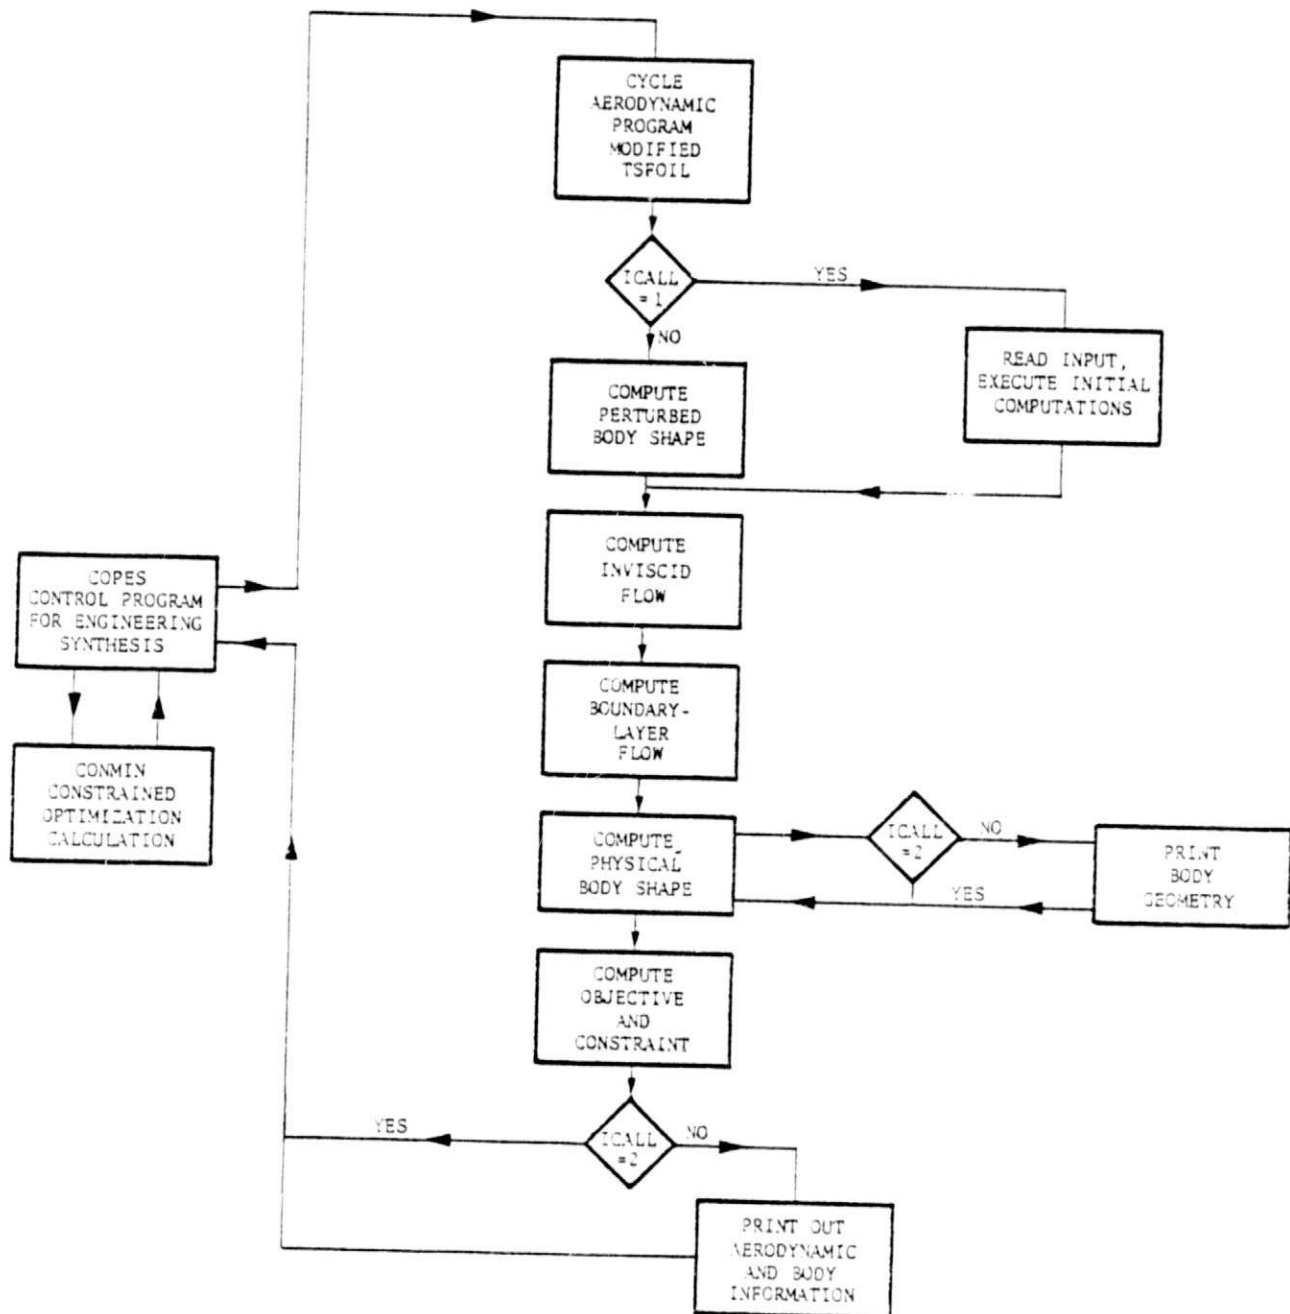 CYCLE
AERODYNAMIC
PROGRAM
MODIFIED
TSFOIL
ICALL
= 1
YES
NO
READ INPUT,
EXECUTE INITIAL
COMPUTATIONS
COMPUTE
PERTURBED
BODY SHAPE
COMPUTE
INVISCID
FLOW
COPES
CONTROL PROGRAM
FOR ENGINEERING
SYNTHESIS
CONMIN
CONSTRAINED
OPTIMIZATION
CALCULATION
COMPUTE
BOUNDARY-
LAYER
FLOW
COMPUTE
PHYSICAL
BODY SHAPE
ICALL
=2
NO
YES
PRINT
BODY
GEOMETRY
COMPUTE
OBJECTIVE
AND
CONSTRAINT
ICALL
=2
YES
NO
PRINT OUT
AERODYNAMIC
AND BODY
INFORMATION